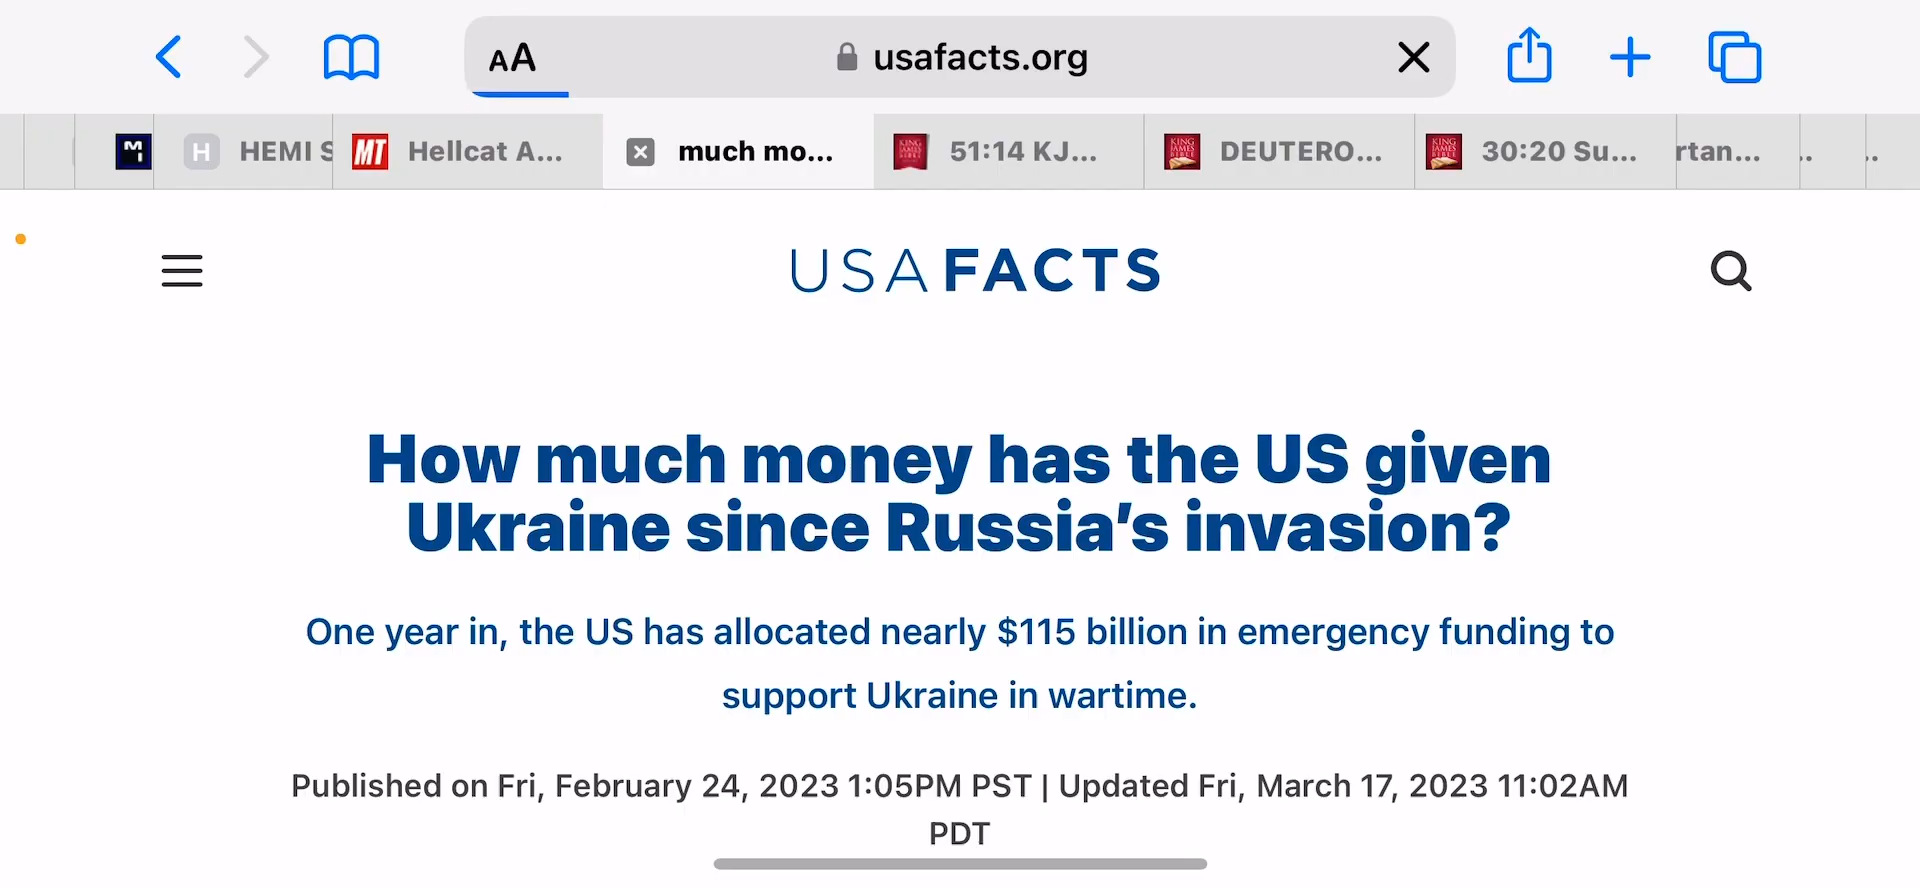 AA usafacts.org
M H HEMI S MT Hellcat A... much mo... 51:14 KJ... DEUTERO... 30:20 Su... rtan... .. ..
USAFACTS
How much money has the US given
Ukraine since Russia's invasion?
One year in, the US has allocated nearly $115 billion in emergency funding to
support Ukraine in wartime.
Published on Fri, February 24, 2023 1:05PM PST | Updated Fri, March 17, 2023 11:02AM
PDT